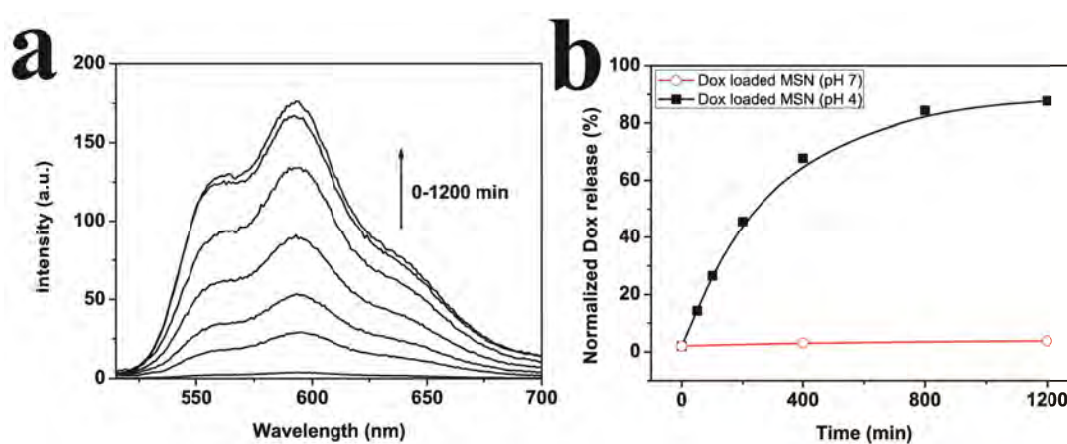 a
200
150
100
50
0
intensity (a.u.)
550
600
650
700
Wavelength (nm)
0-1200 min
b
100
80
60
40
20
0
Normalized Dox release (%)
Dox loaded MSN (pH 7)
Dox loaded MSN (pH 4)
0
400
800
1200
Time (min)